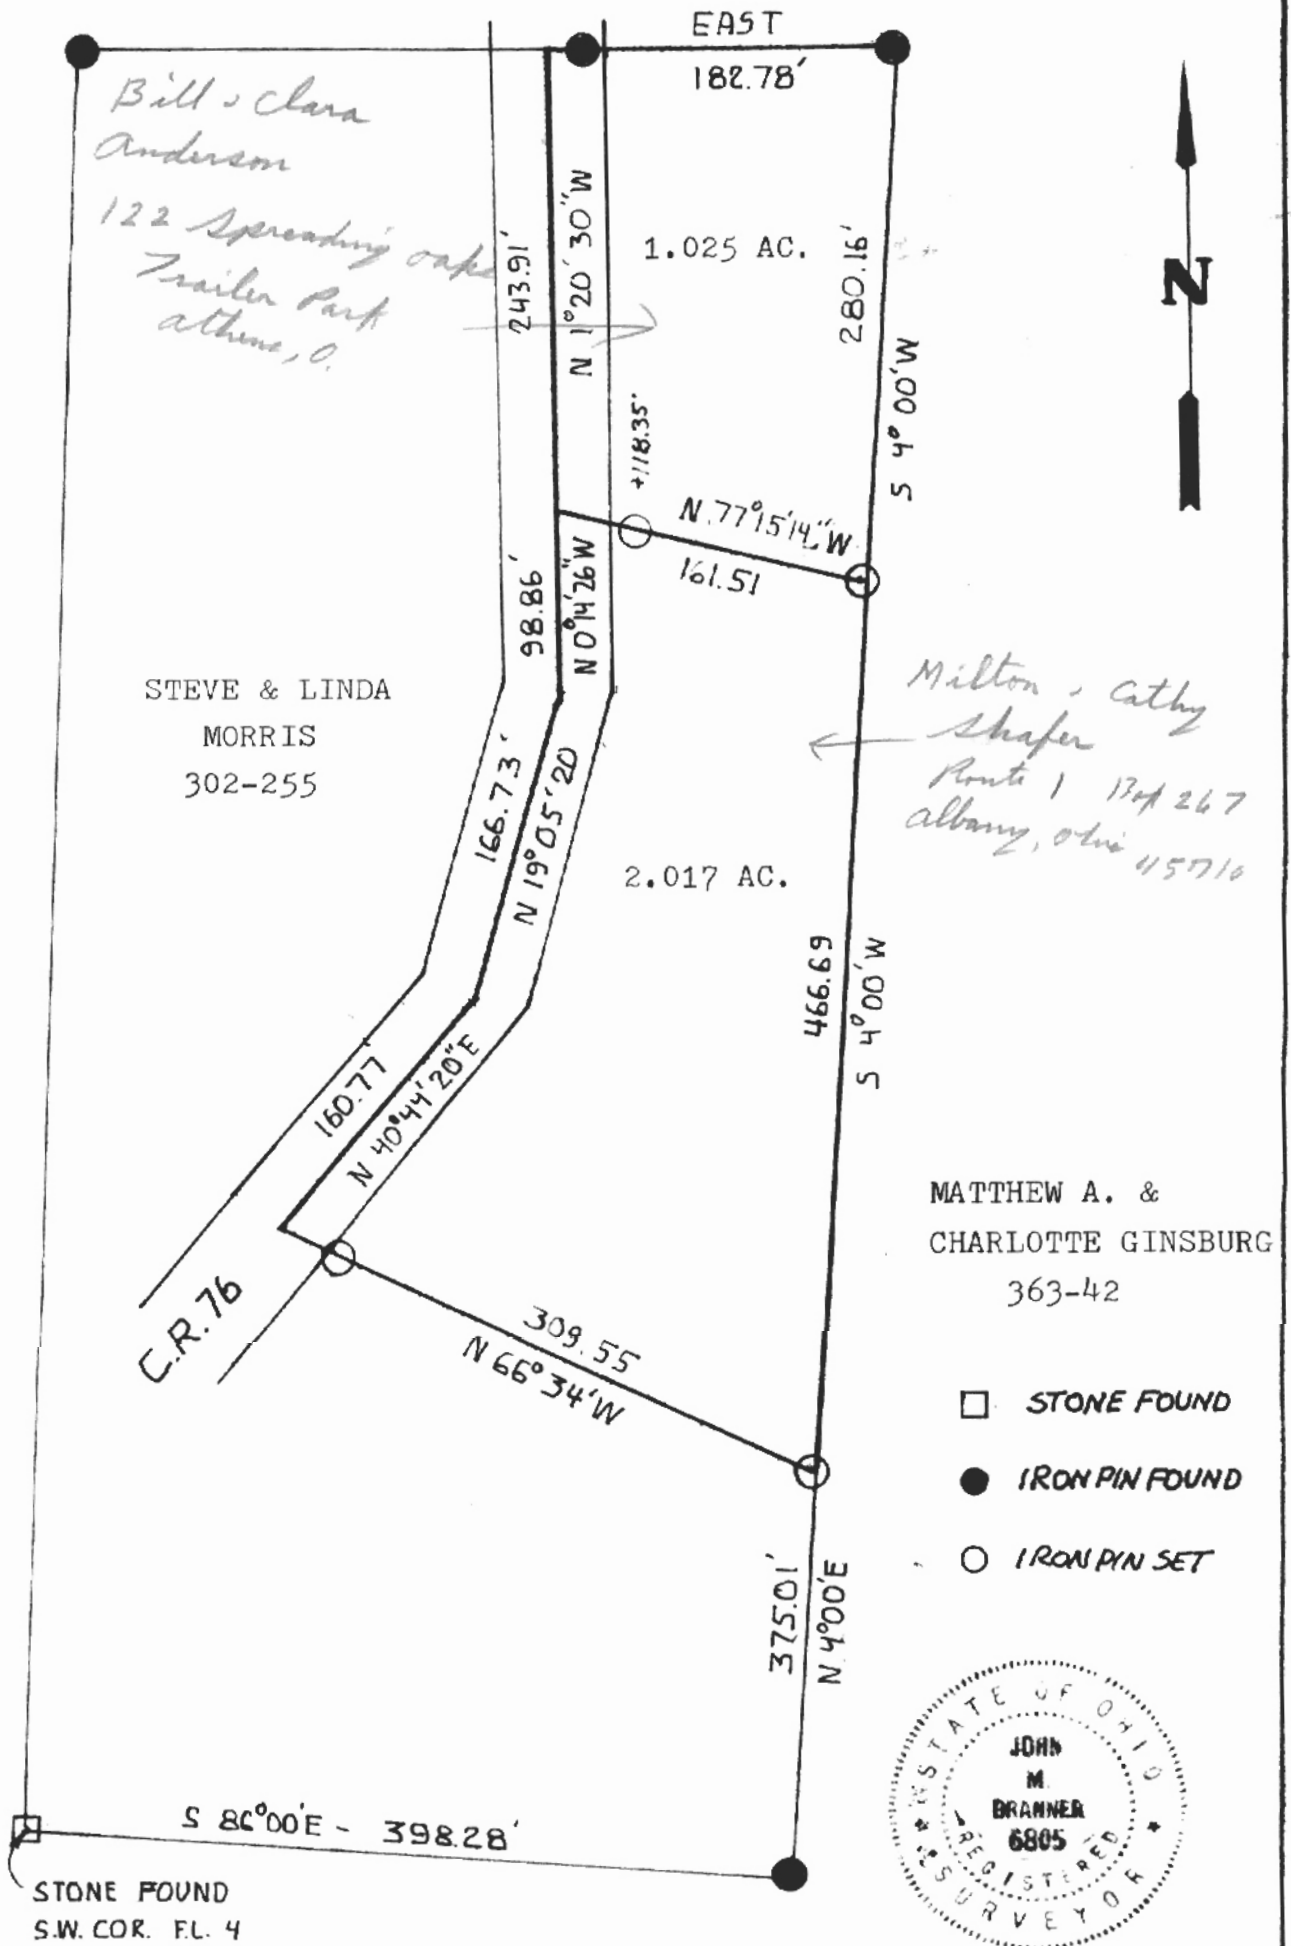 EAST
182.78'
Bill & Clara
Anderson
122 Spreading oaks
Trailer Park
athens, O.
243.91'
N 1°20'30"W
1.025 AC.
280.16'
S 4°00'W
N
+118.35'
N 77°15'14"W
161.51
98.86'
N 0°14'26"W
STEVE & LINDA
MORRIS
302-255
Milton & Cathy
Shafer
Route 1 Box 267
albany, Ohio 45710
166.73'
N 19°05'20
2.017 AC.
466.69
S 4°00'W
160.77'
N 40°44'20"E
C.R. 76
MATTHEW A. &
CHARLOTTE GINSBURG
363-42
309.55
N 66°34'W
STONE FOUND
IRON PIN FOUND
IRON PIN SET
375.01'
N 4°00'E
STATE OF OHIO
JOHN
M.
BRANNER
6805
REGISTERED
SURVEYOR
S 86°00'E - 398.28'
STONE FOUND
S.W. COR. F.L. 4